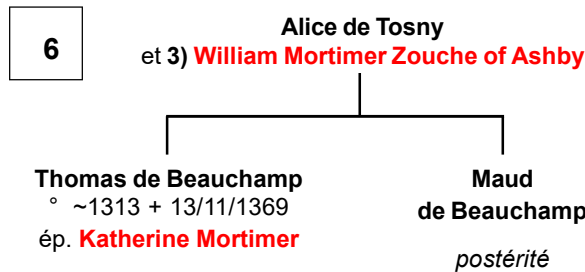 6
Alice de Tosny
et 3) William Mortimer Zouche of Ashby
Thomas de Beauchamp
° ~1313 + 13/11/1369
ép. Katherine Mortimer
Maud
de Beauchamp
postérité